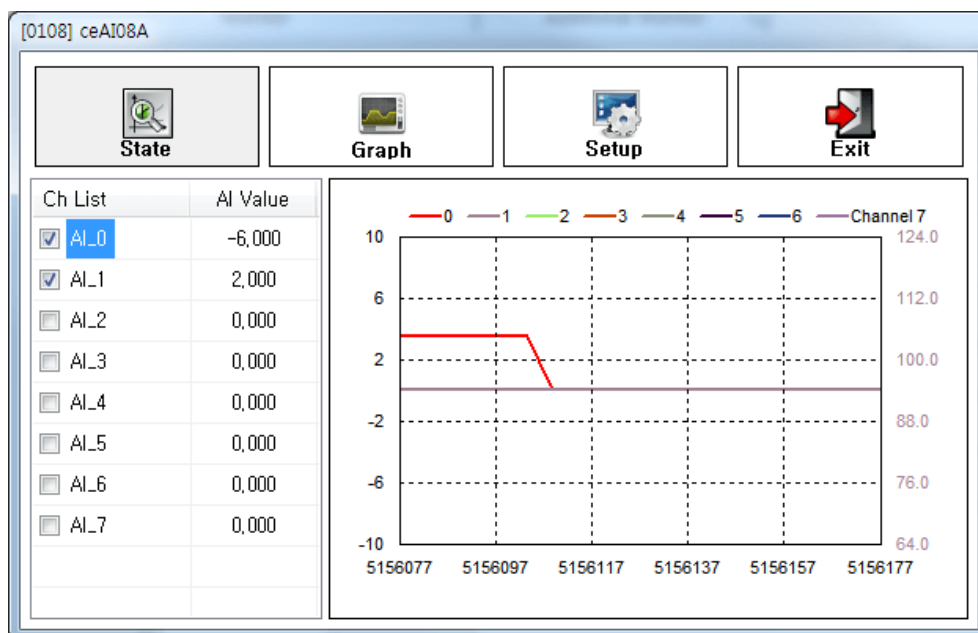 [0108] ceAI08A
State Graph Setup Exit
Ch List AI Value
AI_0 -6,000
AI_1 2,000
AI_2 0,000
AI_3 0,000
AI_4 0,000
AI_5 0,000
AI_6 0,000
AI_7 0,000
0 1 2 3 4 5 6 Channel 7
10 124.0
6 112.0
2 100.0
-2 88.0
-6 76.0
-10 64.0
5156077 5156097 5156117 5156137 5156157 5156177